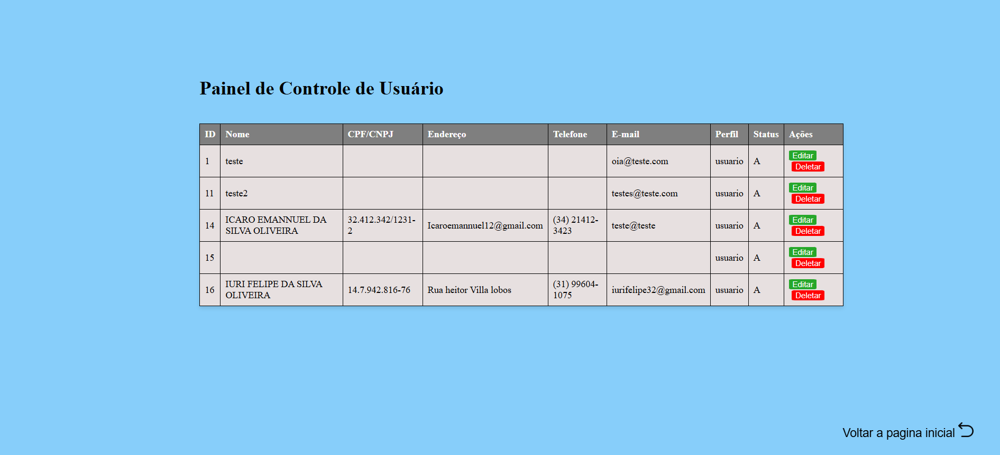 Painel de Controle de Usuário
ID Nome CPF/CNPJ Endereço Telefone E-mail Perfil Status Ações
1 teste oia@teste.com usuario A Editar
Deletar
11 teste2 testes@teste.com usuario A Editar
Deletar
14 ICARO EMANNUEL DA SILVA OLIVEIRA 32.412.342/1231-2 Icaroemannuel12@gmail.com (34) 21412-3423 teste@teste usuario A Editar
Deletar
15 usuario A Editar
Deletar
16 IURI FELIPE DA SILVA OLIVEIRA 14.7.942.816-76 Rua heitor Villa lobos (31) 99604-1075 iurifelipe32@gmail.com usuario A Editar
Deletar
Voltar a pagina inicial